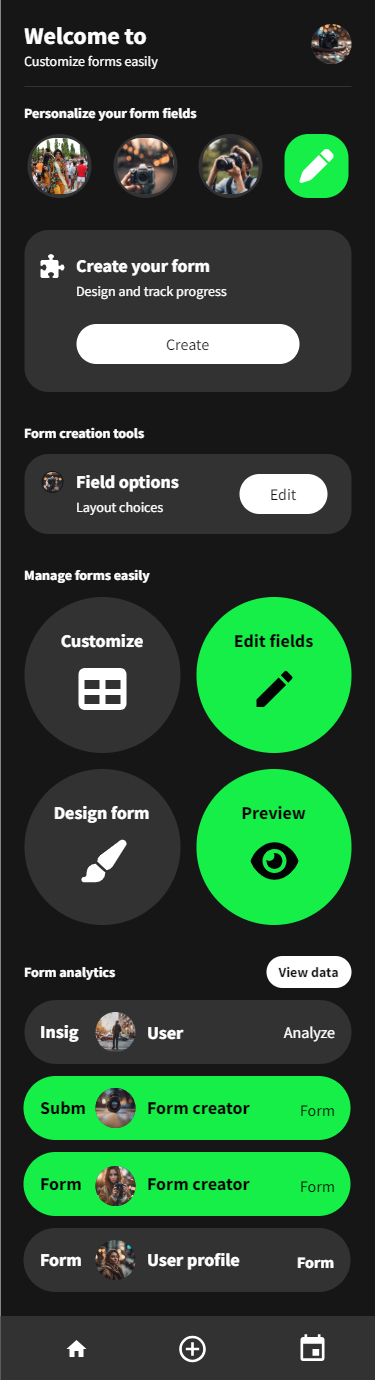 Welcome to
Customize forms easily
Personalize your form fields
Create your form
Design and track progress
Create
Form creation tools
Field options
Layout choices
Edit
Manage forms easily
Customize
Edit fields
Design form
Preview
Form analytics
View data
Insig User Analyze
Subm Form creator Form
Form Form creator Form
Form User profile Form